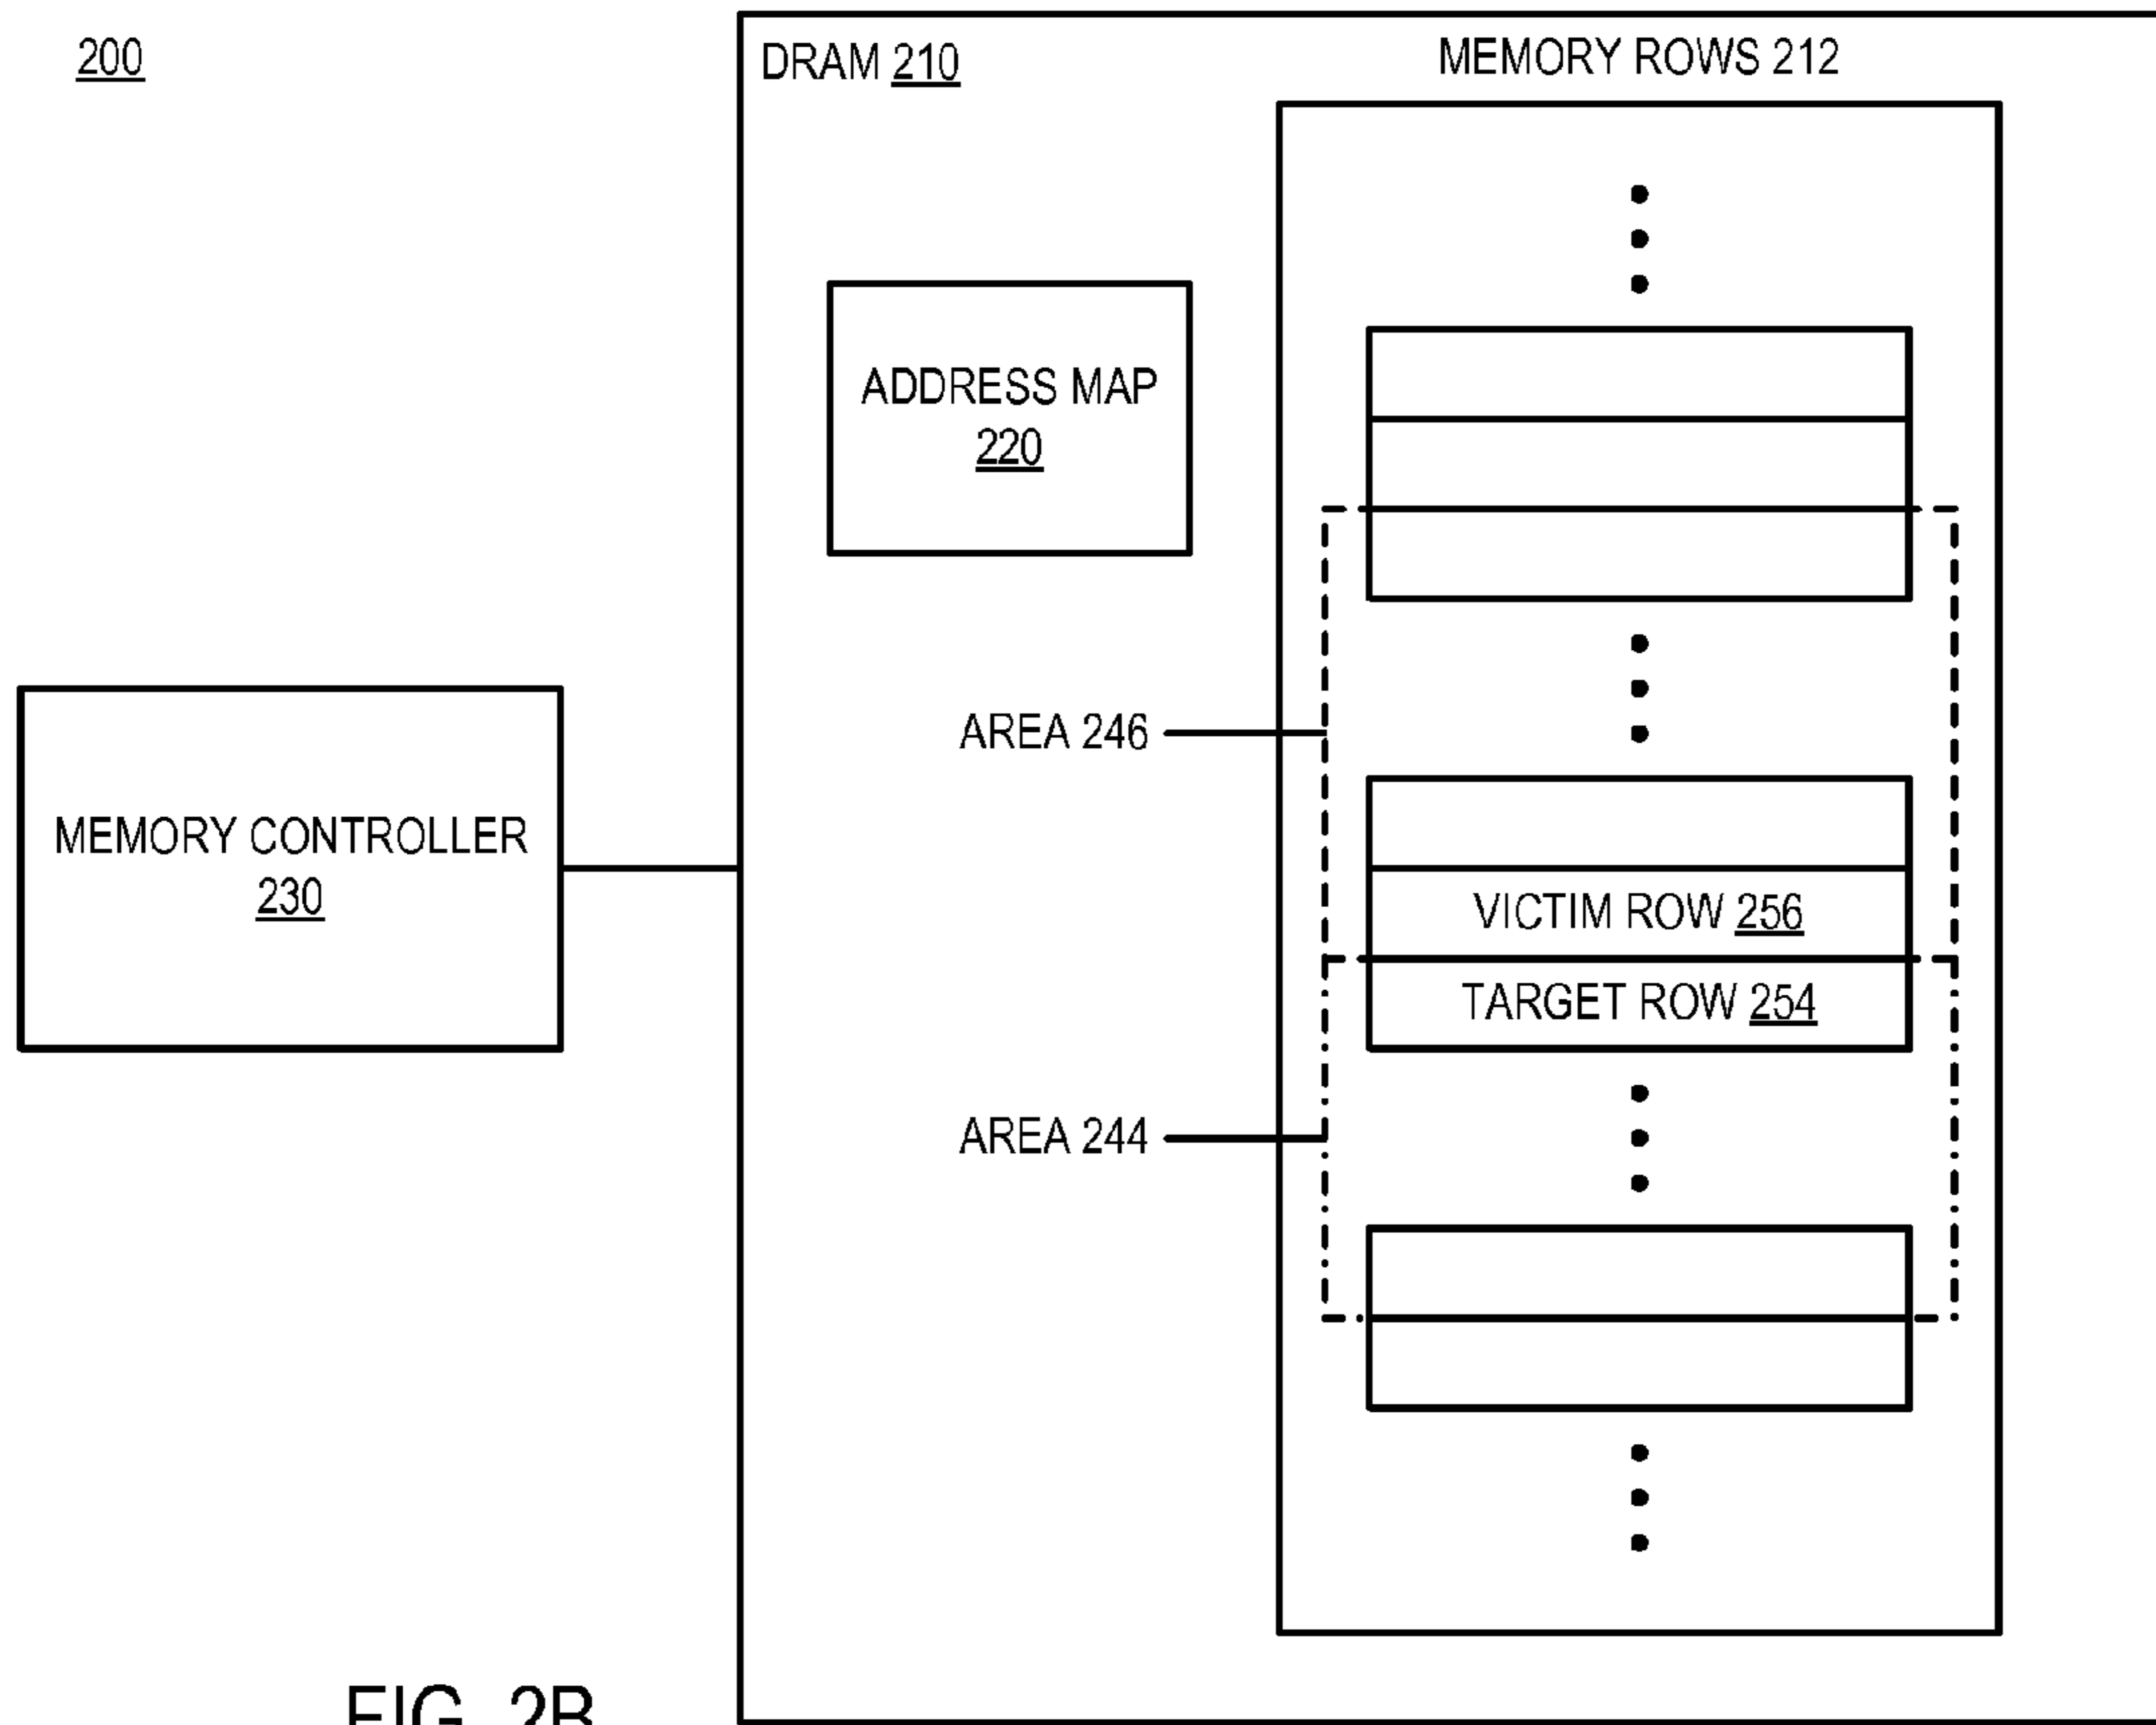 200
DRAM 210
MEMORY ROWS 212
ADDRESS MAP
220
AREA 246
MEMORY CONTROLLER
230
VICTIM ROW 256
TARGET ROW 254
AREA 244
FIG. 2B